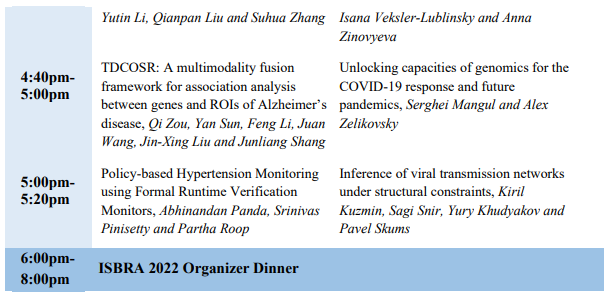 Yutin Li, Qianpan Liu and Suhua Zhang
Isana Veksler-Lublinsky and Anna
Zinovyeva
4:40pm-
5:00pm
TDCOSR: A multimodality fusion
framework for association analysis
between genes and ROIs of Alzheimer’s
disease, Qi Zou, Yan Sun, Feng Li, Juan
Wang, Jin-Xing Liu and Junliang Shang
Unlocking capacities of genomics for the
COVID-19 response and future
pandemics, Serghei Mangul and Alex
Zelikovsky
5:00pm-
5:20pm
Policy-based Hypertension Monitoring
using Formal Runtime Verification
Monitors, Abhinandan Panda, Srinivas
Pinisetty and Partha Roop
Inference of viral transmission networks
under structural constraints, Kiril
Kuzmin, Sagi Snir, Yury Khudyakov and
Pavel Skums
6:00pm-
8:00pm
ISBRA 2022 Organizer Dinner